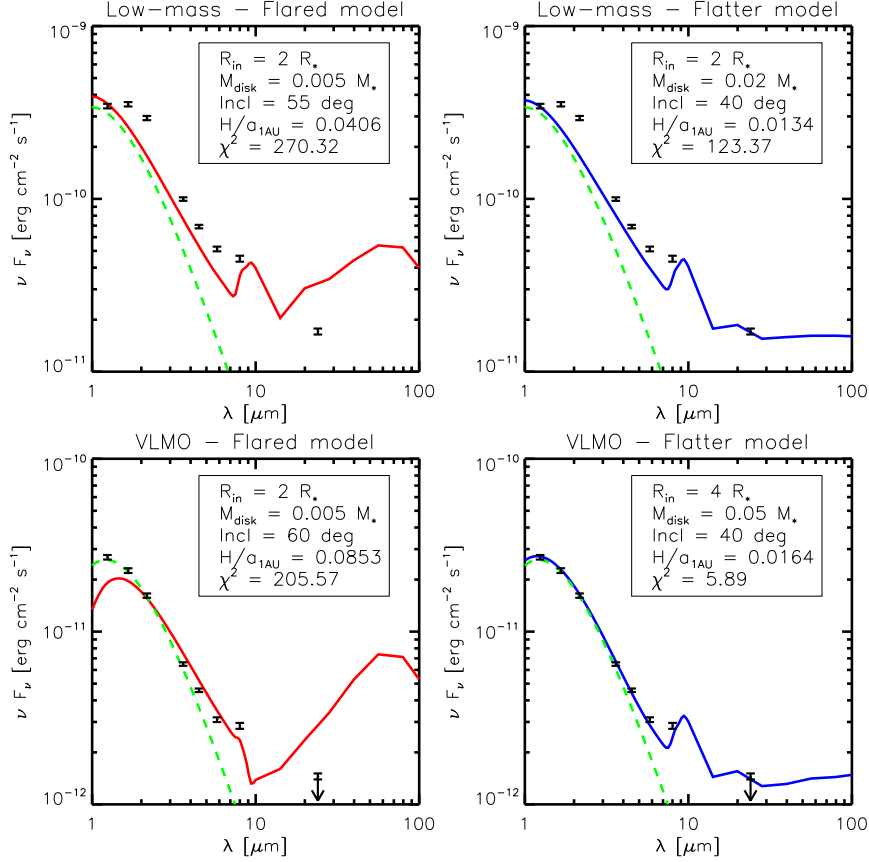 Low-mass - Flared model
10⁻⁹
10⁻¹⁰
10⁻¹¹
ν Fᵥ [erg cm⁻² s⁻¹]
R_in = 2 R_*
M_disk = 0.005 M_*
Incl = 55 deg
H/a_1AU = 0.0406
χ² = 270.32
1 10 100
λ [μm]
Low-mass - Flatter model
10⁻⁹
10⁻¹⁰
10⁻¹¹
ν Fᵥ [erg cm⁻² s⁻¹]
R_in = 2 R_*
M_disk = 0.02 M_*
Incl = 40 deg
H/a_1AU = 0.0134
χ² = 123.37
1 10 100
λ [μm]
VLMO - Flared model
10⁻¹⁰
10⁻¹¹
10⁻¹²
ν Fᵥ [erg cm⁻² s⁻¹]
R_in = 2 R_*
M_disk = 0.005 M_*
Incl = 60 deg
H/a_1AU = 0.0853
χ² = 205.57
1 10 100
λ [μm]
VLMO - Flatter model
10⁻¹⁰
10⁻¹¹
10⁻¹²
ν Fᵥ [erg cm⁻² s⁻¹]
R_in = 4 R_*
M_disk = 0.05 M_*
Incl = 40 deg
H/a_1AU = 0.0164
χ² = 5.89
1 10 100
λ [μm]